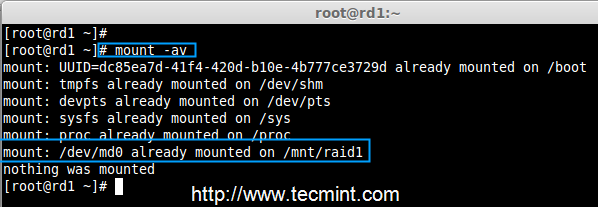 root@rd1:~
[root@rd1 ~]#
[root@rd1 ~]# mount -av
mount: UUID=dc85ea7d-41f4-420d-b10e-4b777ce3729d already mounted on /boot
mount: tmpfs already mounted on /dev/shm
mount: devpts already mounted on /dev/pts
mount: sysfs already mounted on /sys
mount: proc already mounted on /proc
mount: /dev/md0 already mounted on /mnt/raid1
nothing was mounted
[root@rd1 ~]#
http://www.tecmint.com